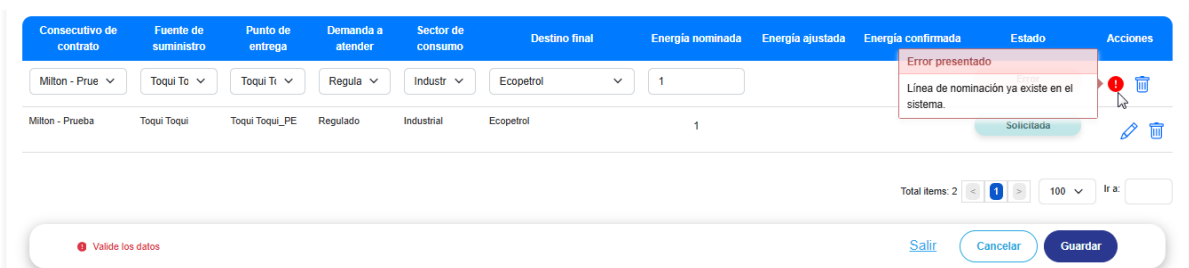 Consecutivo de contrato
Fuente de suministro
Punto de entrega
Demanda a atender
Sector de consumo
Destino final
Energía nominada
Energía ajustada
Energía confirmada
Estado
Acciones
Milton - Prue
Toqui To
Toqui
Regula
Industr
Ecopetrol
1
Error presentado
Línea de nominación ya existe en el
sistema.
Milton - Prueba
Toqui Toqui
Toqui Toqui_PE
Regulado
Industrial
Ecopetrol
1
Solicitada
Total items: 2
<
1
>
100
Ir a:
Valide los datos
Salir
Cancelar
Guardar